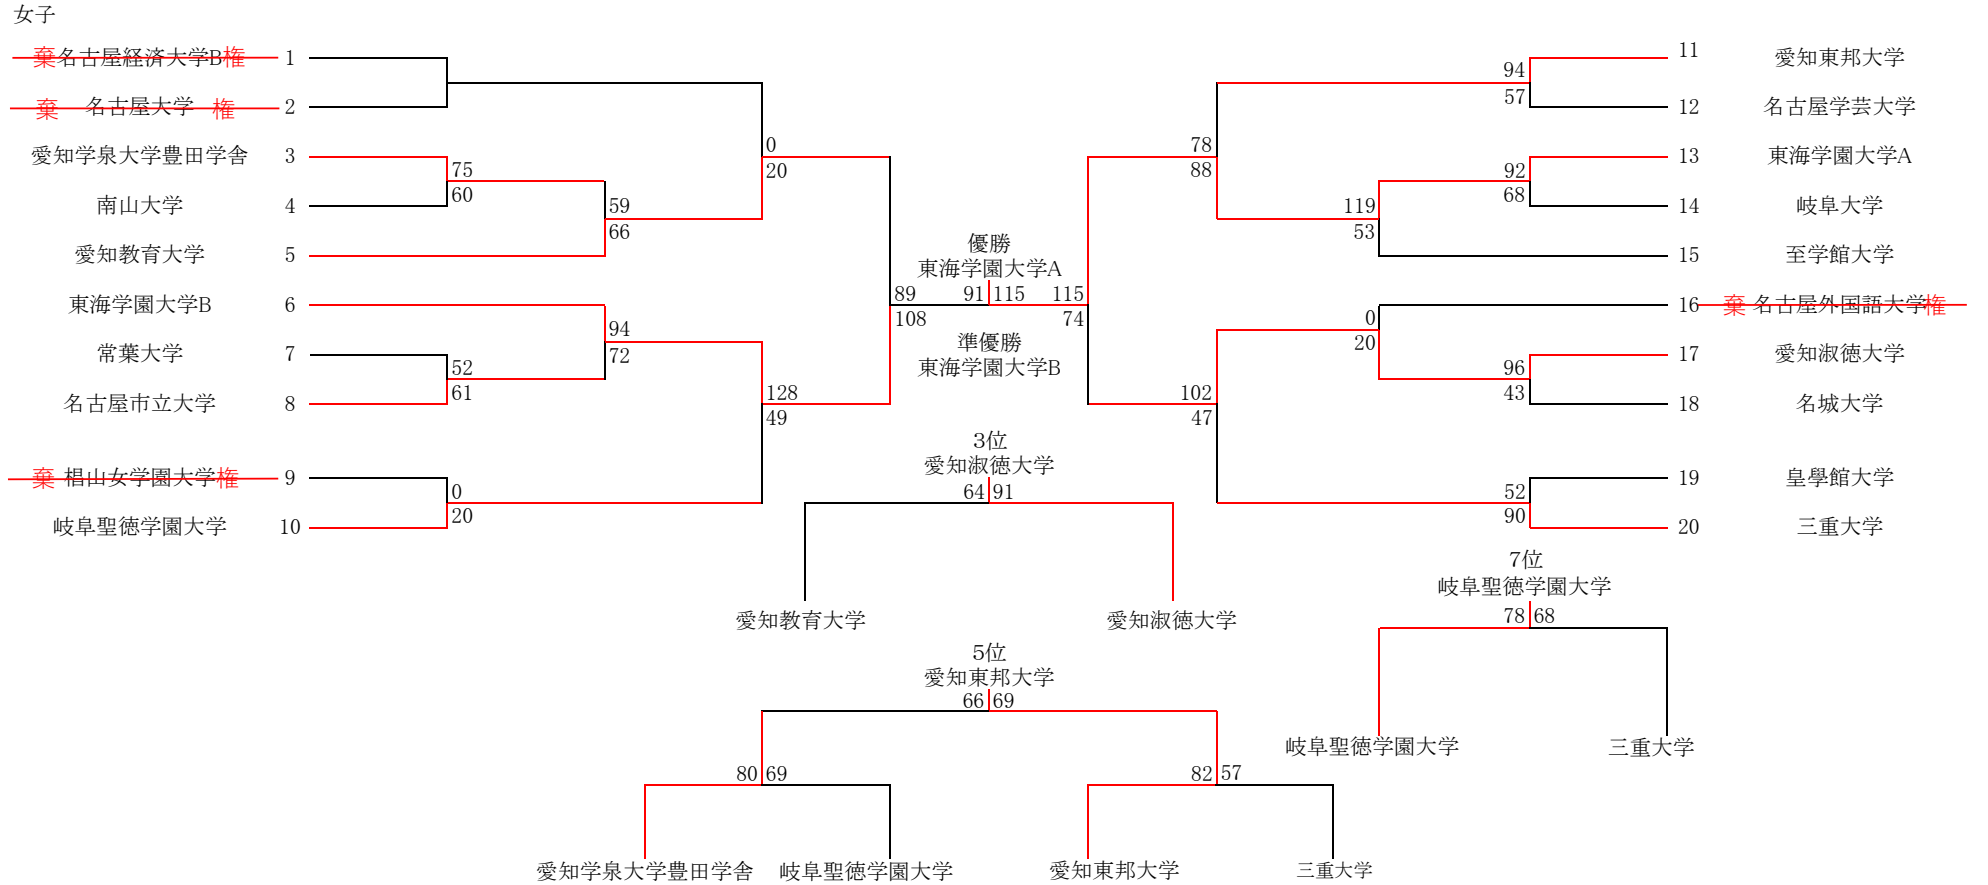 女子
棄名古屋経済大学B権 1
棄 名古屋大学 権 2
愛知学泉大学豊田学舎 3
南山大学 4
愛知教育大学 5
東海学園大学B 6
常葉大学 7
名古屋市立大学 8
棄 椙山女学園大学権 9
岐阜聖徳学園大学 10
75
60
52
61
0
20
59
66
94
72
0
20
128
49
89
108
優勝
東海学園大学A
91 115
準優勝
東海学園大学B
115
74
78
88
102
47
119
53
0
20
94
57
92
68
96
43
52
90
11 愛知東邦大学
12 名古屋学芸大学
13 東海学園大学A
14 岐阜大学
15 至学館大学
16 棄 名古屋外国語大学権
17 愛知淑徳大学
18 名城大学
19 皇學館大学
20 三重大学
3位
愛知淑徳大学
64 91
愛知教育大学 愛知淑徳大学
7位
岐阜聖徳学園大学
78 68
岐阜聖徳学園大学 三重大学
5位
愛知東邦大学
66 69
80 69
82 57
愛知学泉大学豊田学舎 岐阜聖徳学園大学 愛知東邦大学 三重大学